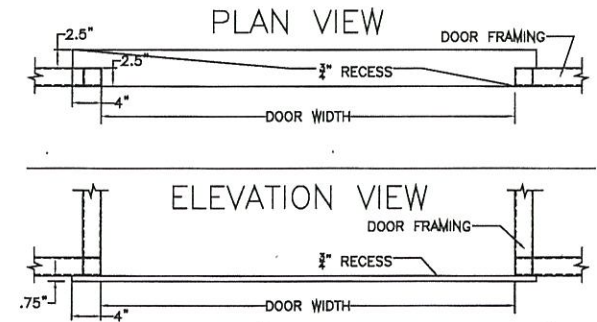 PLAN VIEW
2.5"
DOOR FRAMING
2.5"
3/4" RECESS
4"
DOOR WIDTH
ELEVATION VIEW
DOOR FRAMING
3/4" RECESS
.75"
DOOR WIDTH
4"